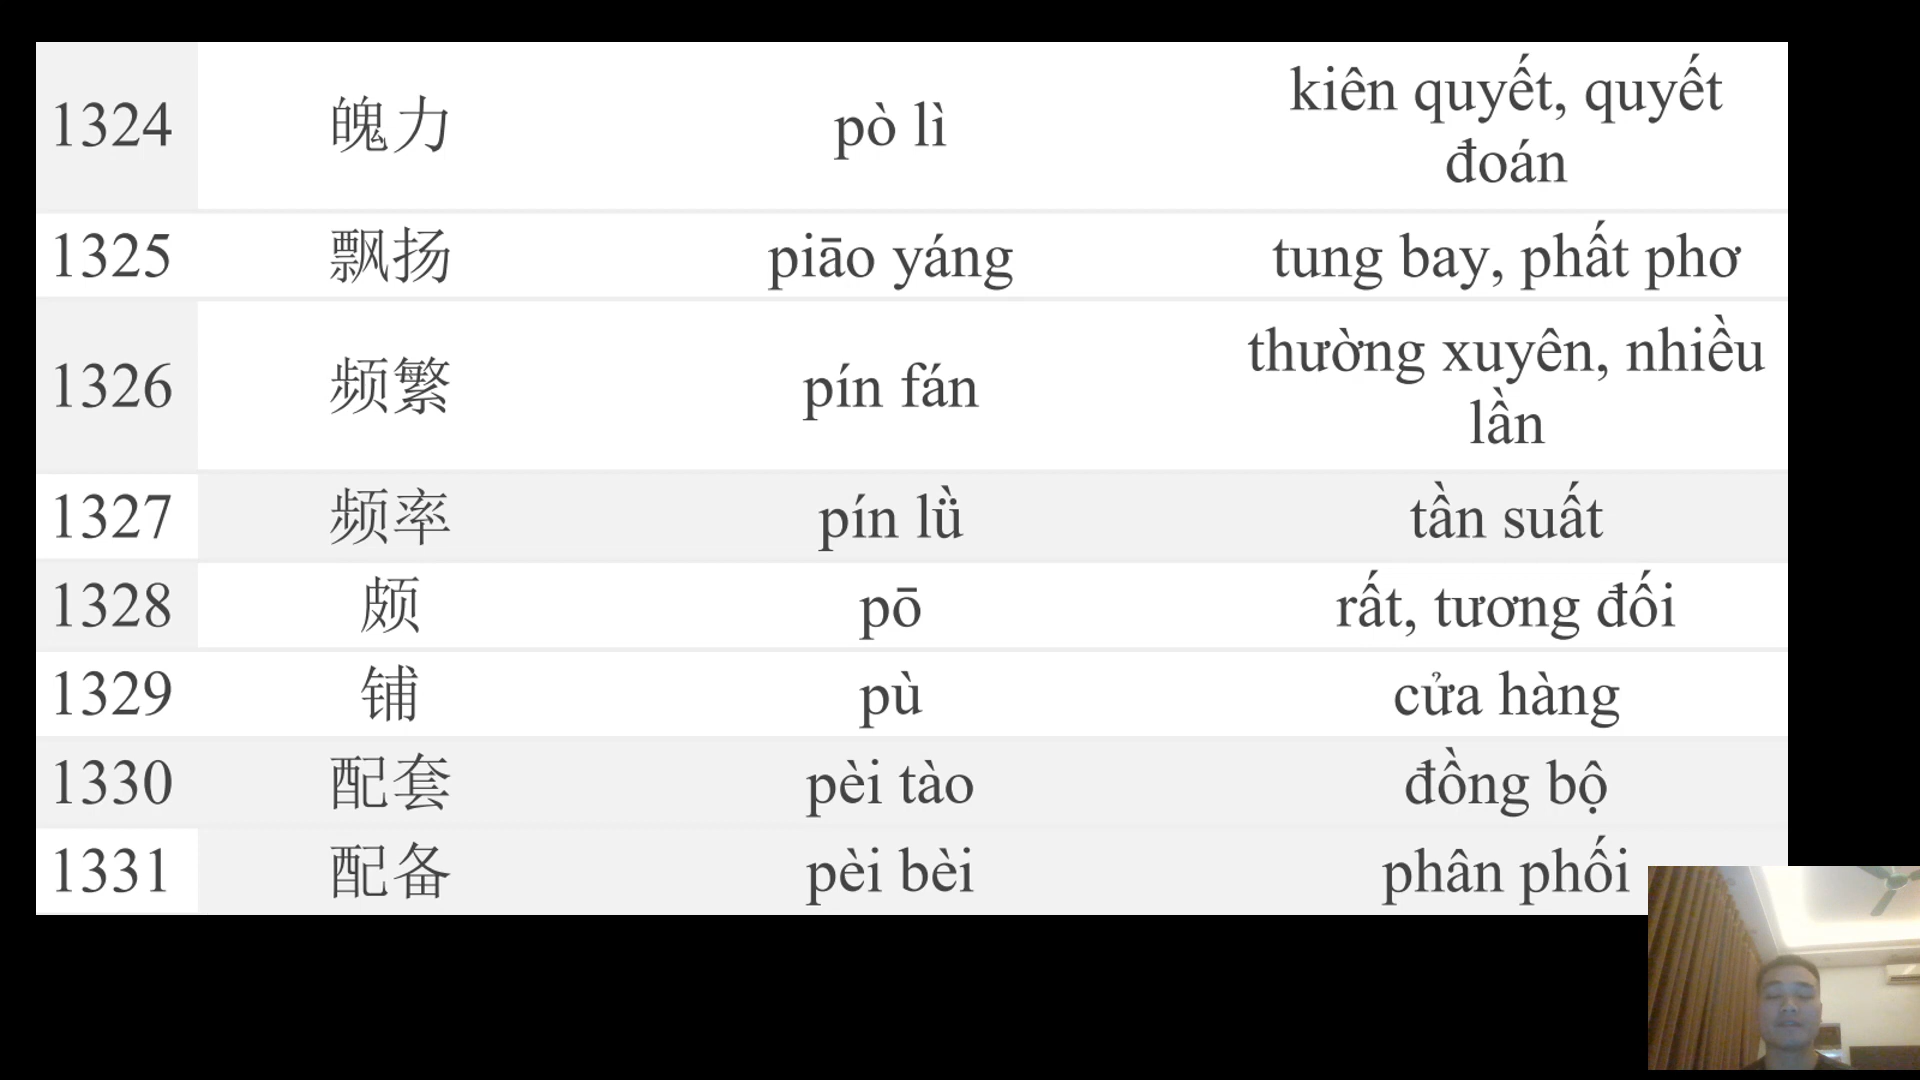 1324 魄力 pò lì kiên quyết, quyết
đoán
1325 飘扬 piāo yáng tung bay, phất phơ
1326 频繁 pín fán thường xuyên, nhiều
lần
1327 频率 pín lǜ tần suất
1328 颇 pō rất, tương đối
1329 铺 pù cửa hàng
1330 配套 pèi tào đồng bộ
1331 配备 pèi bèi phân phối